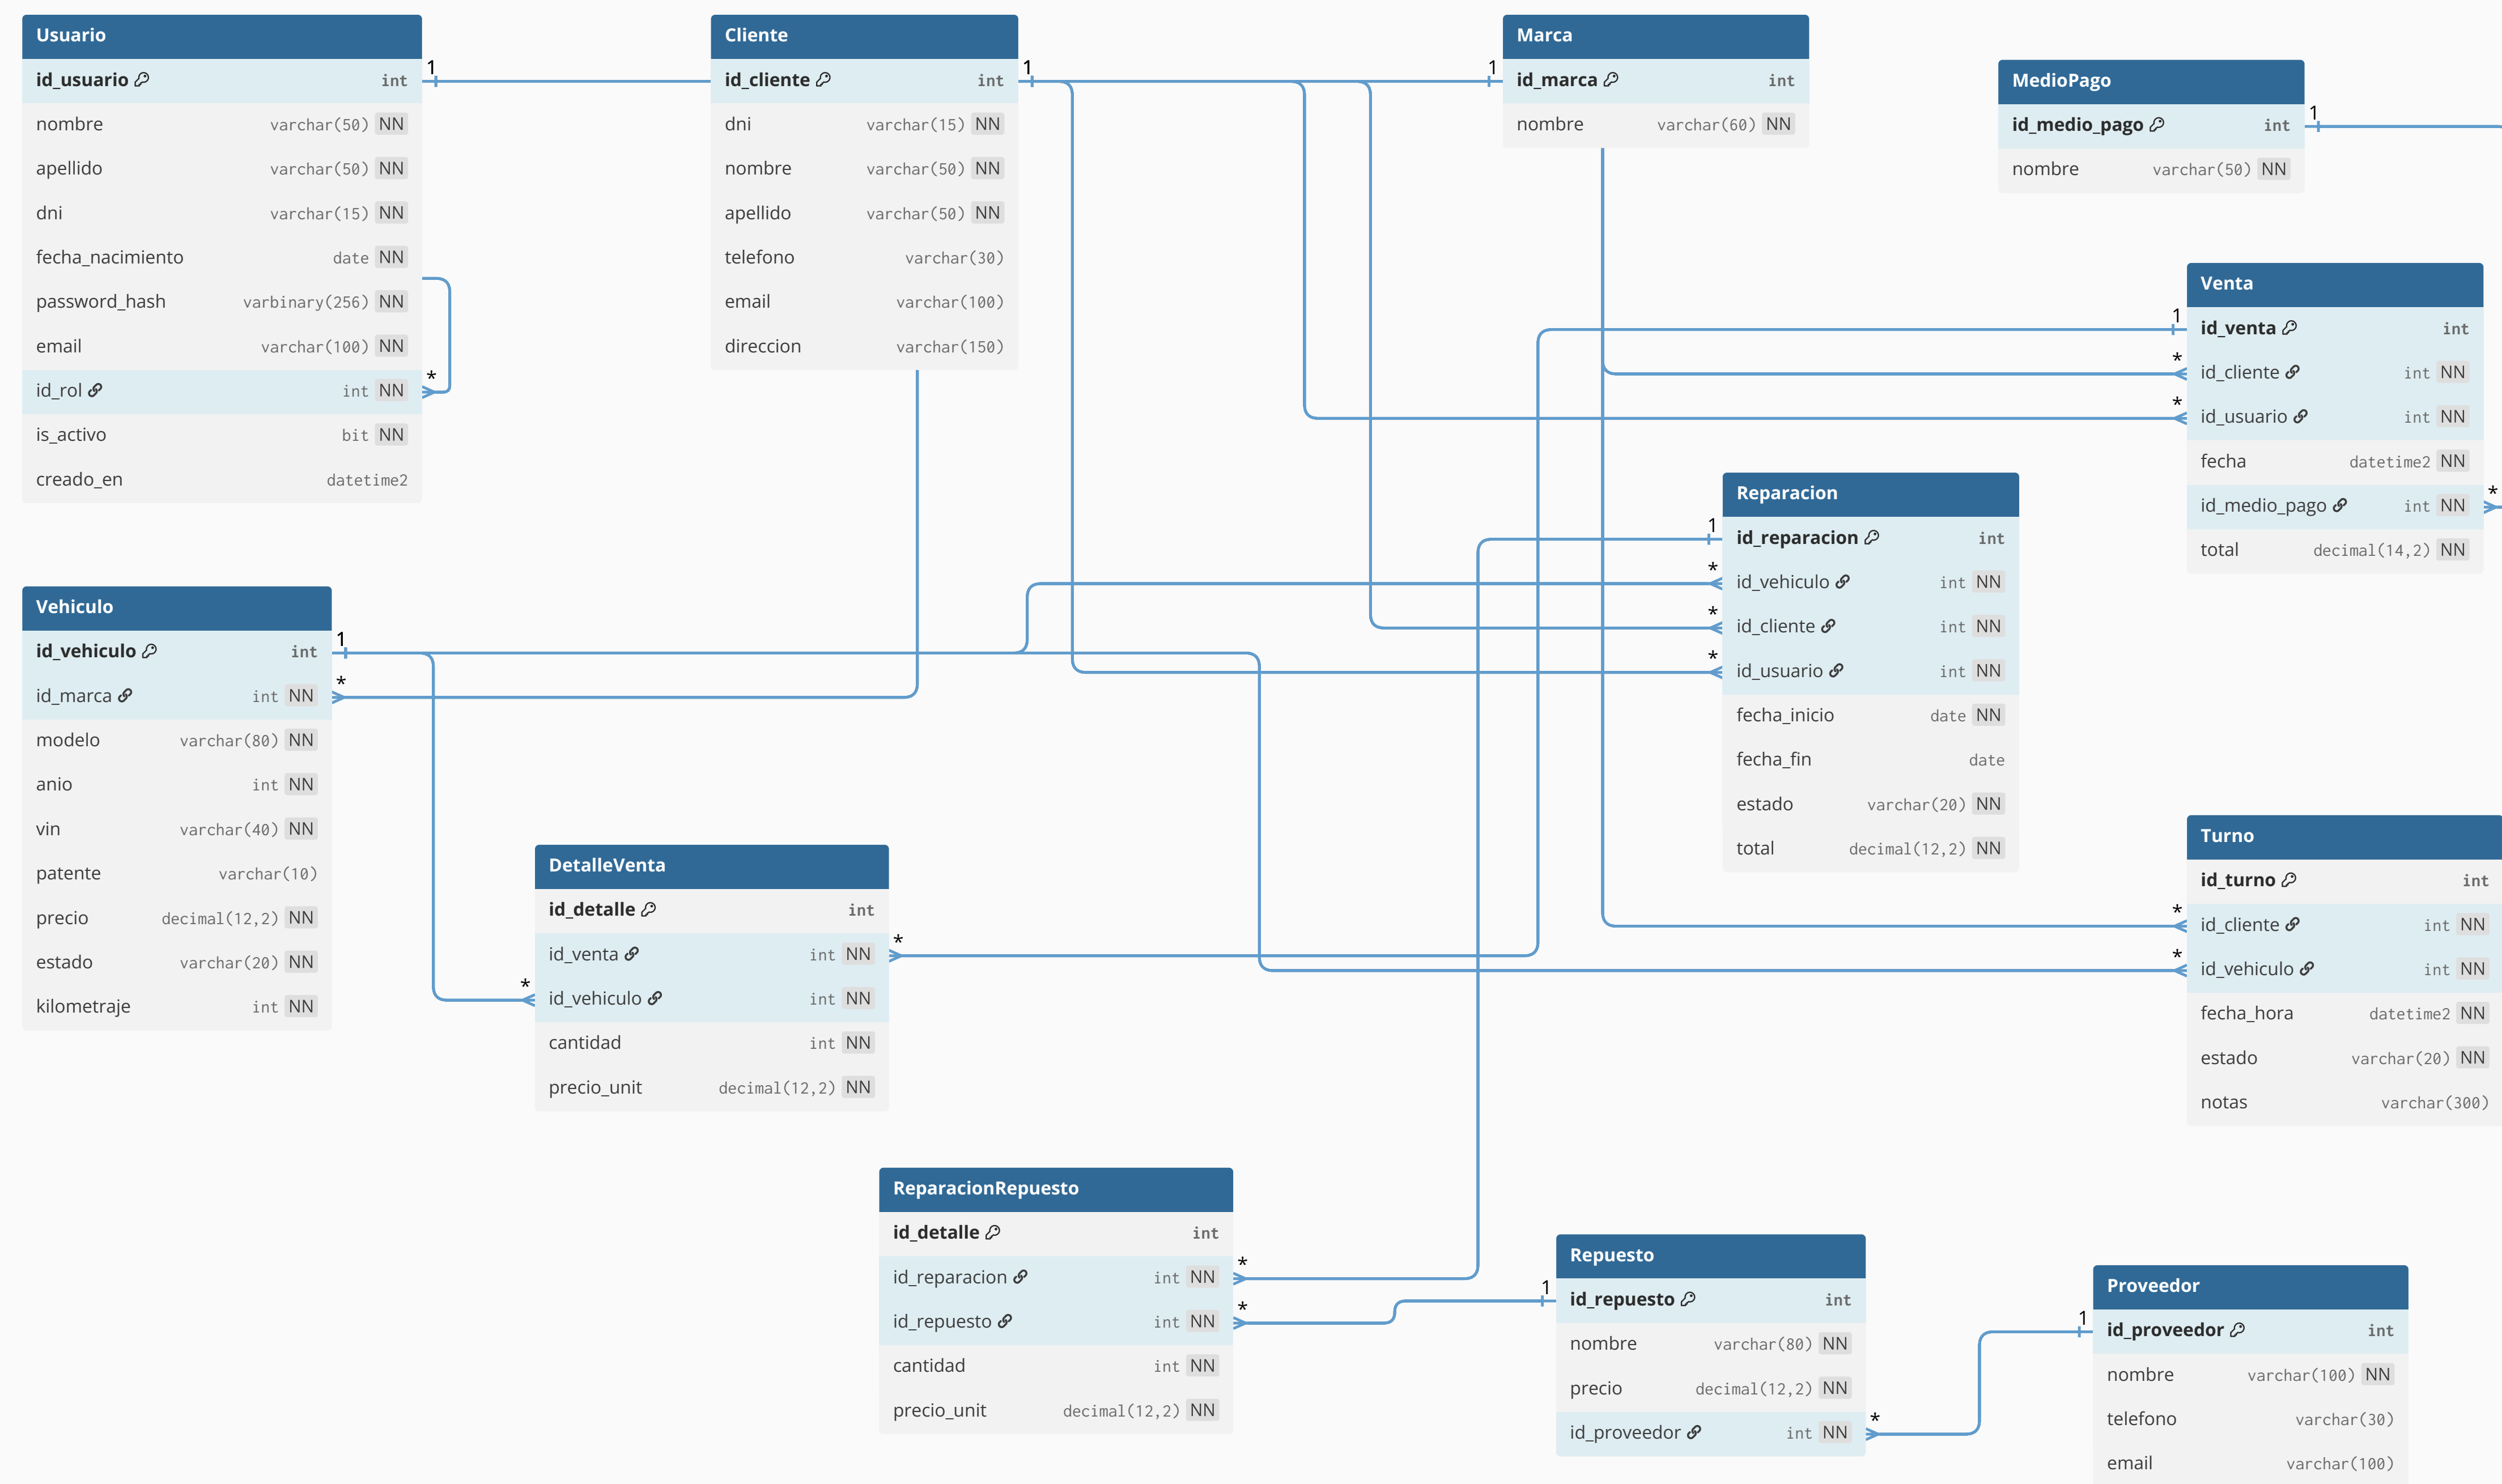 Usuario
id_usuario int
nombre varchar(50) NN
apellido varchar(50) NN
dni varchar(15) NN
fecha_nacimiento date NN
password_hash varbinary(256) NN
email varchar(100) NN
id_rol int NN
is_activo bit NN
creado_en datetime2
1
*
Cliente
id_cliente int
dni varchar(15) NN
nombre varchar(50) NN
apellido varchar(50) NN
telefono varchar(30)
email varchar(100)
direccion varchar(150)
1
Marca
id_marca int
nombre varchar(60) NN
1
MedioPago
id_medio_pago int
nombre varchar(50) NN
1
Venta
id_venta int
id_cliente int NN
id_usuario int NN
fecha datetime2 NN
id_medio_pago int NN
total decimal(14,2) NN
1
*
*
*
Reparacion
id_reparacion int
id_vehiculo int NN
id_cliente int NN
id_usuario int NN
fecha_inicio date NN
fecha_fin date
estado varchar(20) NN
total decimal(12,2) NN
1
*
*
*
Vehiculo
id_vehiculo int
id_marca int NN
modelo varchar(80) NN
anio int NN
vin varchar(40) NN
patente varchar(10)
precio decimal(12,2) NN
estado varchar(20) NN
kilometraje int NN
1
*
DetalleVenta
id_detalle int
id_venta int NN
id_vehiculo int NN
cantidad int NN
precio_unit decimal(12,2) NN
*
*
Turno
id_turno int
id_cliente int NN
id_vehiculo int NN
fecha_hora datetime2 NN
estado varchar(20) NN
notas varchar(300)
*
*
ReparacionRepuesto
id_detalle int
id_reparacion int NN
id_repuesto int NN
cantidad int NN
precio_unit decimal(12,2) NN
*
*
Repuesto
id_repuesto int
nombre varchar(80) NN
precio decimal(12,2) NN
id_proveedor int NN
1
*
Proveedor
id_proveedor int
nombre varchar(100) NN
telefono varchar(30)
email varchar(100)
1